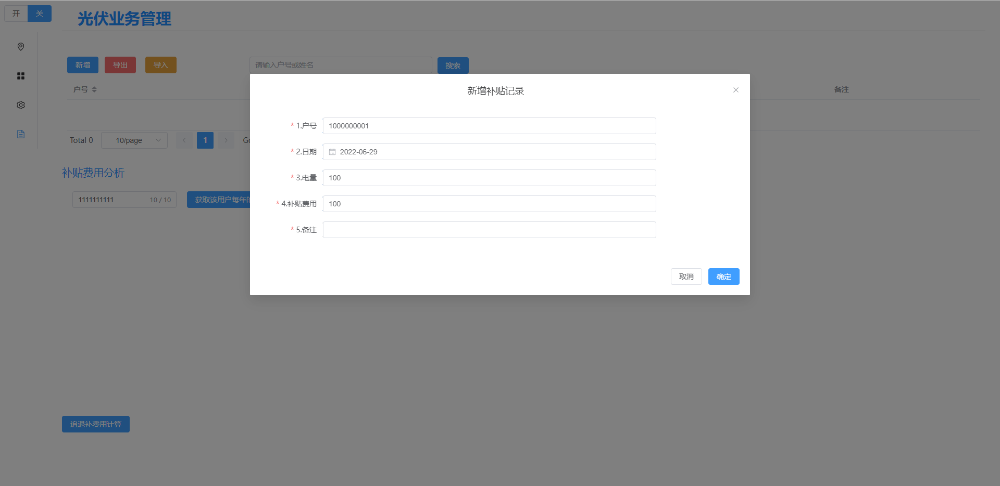 开 关
光伏业务管理
新增 导出 导入 请输入户号或姓名 搜索
户号 备注
Total 0 10/page 1
补贴费用分析
1111111111 10 / 10 获取该用户每年
追退补费用计算
新增补贴记录
* 1.户号 1000000001
* 2.日期 2022-06-29
* 3.电量 100
* 4.补贴费用 100
* 5.备注
取消 确定